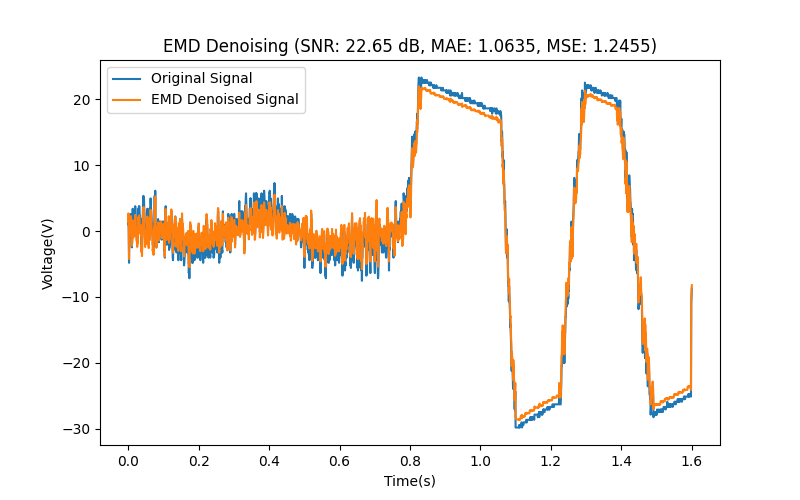 EMD Denoising (SNR: 22.65 dB, MAE: 1.0635, MSE: 1.2455)
Original Signal
EMD Denoised Signal
20
10
0
−10
−20
−30
Voltage(V)
0.0 0.2 0.4 0.6 0.8 1.0 1.2 1.4 1.6
Time(s)